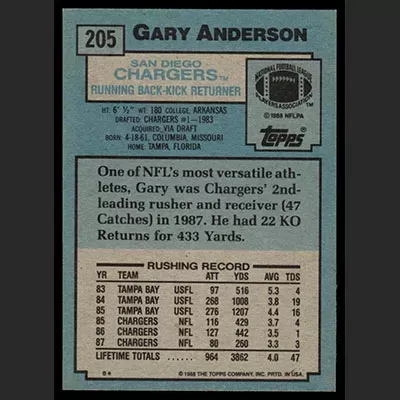 205 GARY ANDERSON
SAN DIEGO
CHARGERS™
RUNNING BACK-KICK RETURNER
NATIONAL FOOTBALL LEAGUE
PLAYERS ASSOCIATION
©1988 NFLPA
topps
HT: 6' ½" WT: 180 COLLEGE: ARKANSAS
DRAFTED: CHARGERS #1-1983
ACQUIRED: VIA DRAFT
BORN: 4-18-61, COLUMBIA, MISSOURI
HOME: TAMPA, FLORIDA
One of NFL's most versatile ath-
letes, Gary was Chargers' 2nd-
leading rusher and receiver (47
Catches) in 1987. He had 22 KO
Returns for 433 Yards.
RUSHING RECORD
YR TEAM ATT YDS AVG TDS
83 TAMPA BAY USFL 97 516 5.3 4
84 TAMPA BAY USFL 268 1008 3.8 19
85 TAMPA BAY USFL 276 1207 4.4 16
85 CHARGERS NFL 116 429 3.7 4
86 CHARGERS NFL 127 442 3.5 1
87 CHARGERS NFL 80 260 3.3 3
LIFETIME TOTALS 964 3862 4.0 47
©1988 THE TOPPS COMPANY, INC. PRTD. IN U.S.A.